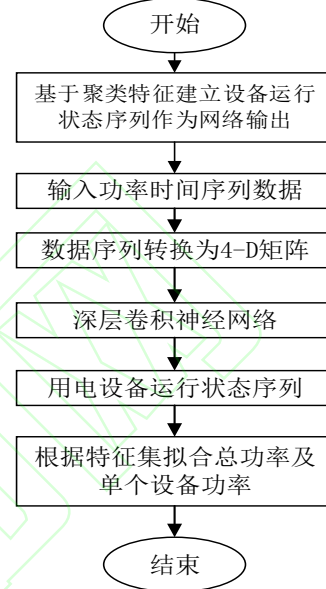 开始
基于聚类特征建立设备运行
状态序列作为网络输出
输入功率时间序列数据
数据序列转换为4-D矩阵
深层卷积神经网络
用电设备运行状态序列
根据特征集拟合总功率及
单个设备功率
结束